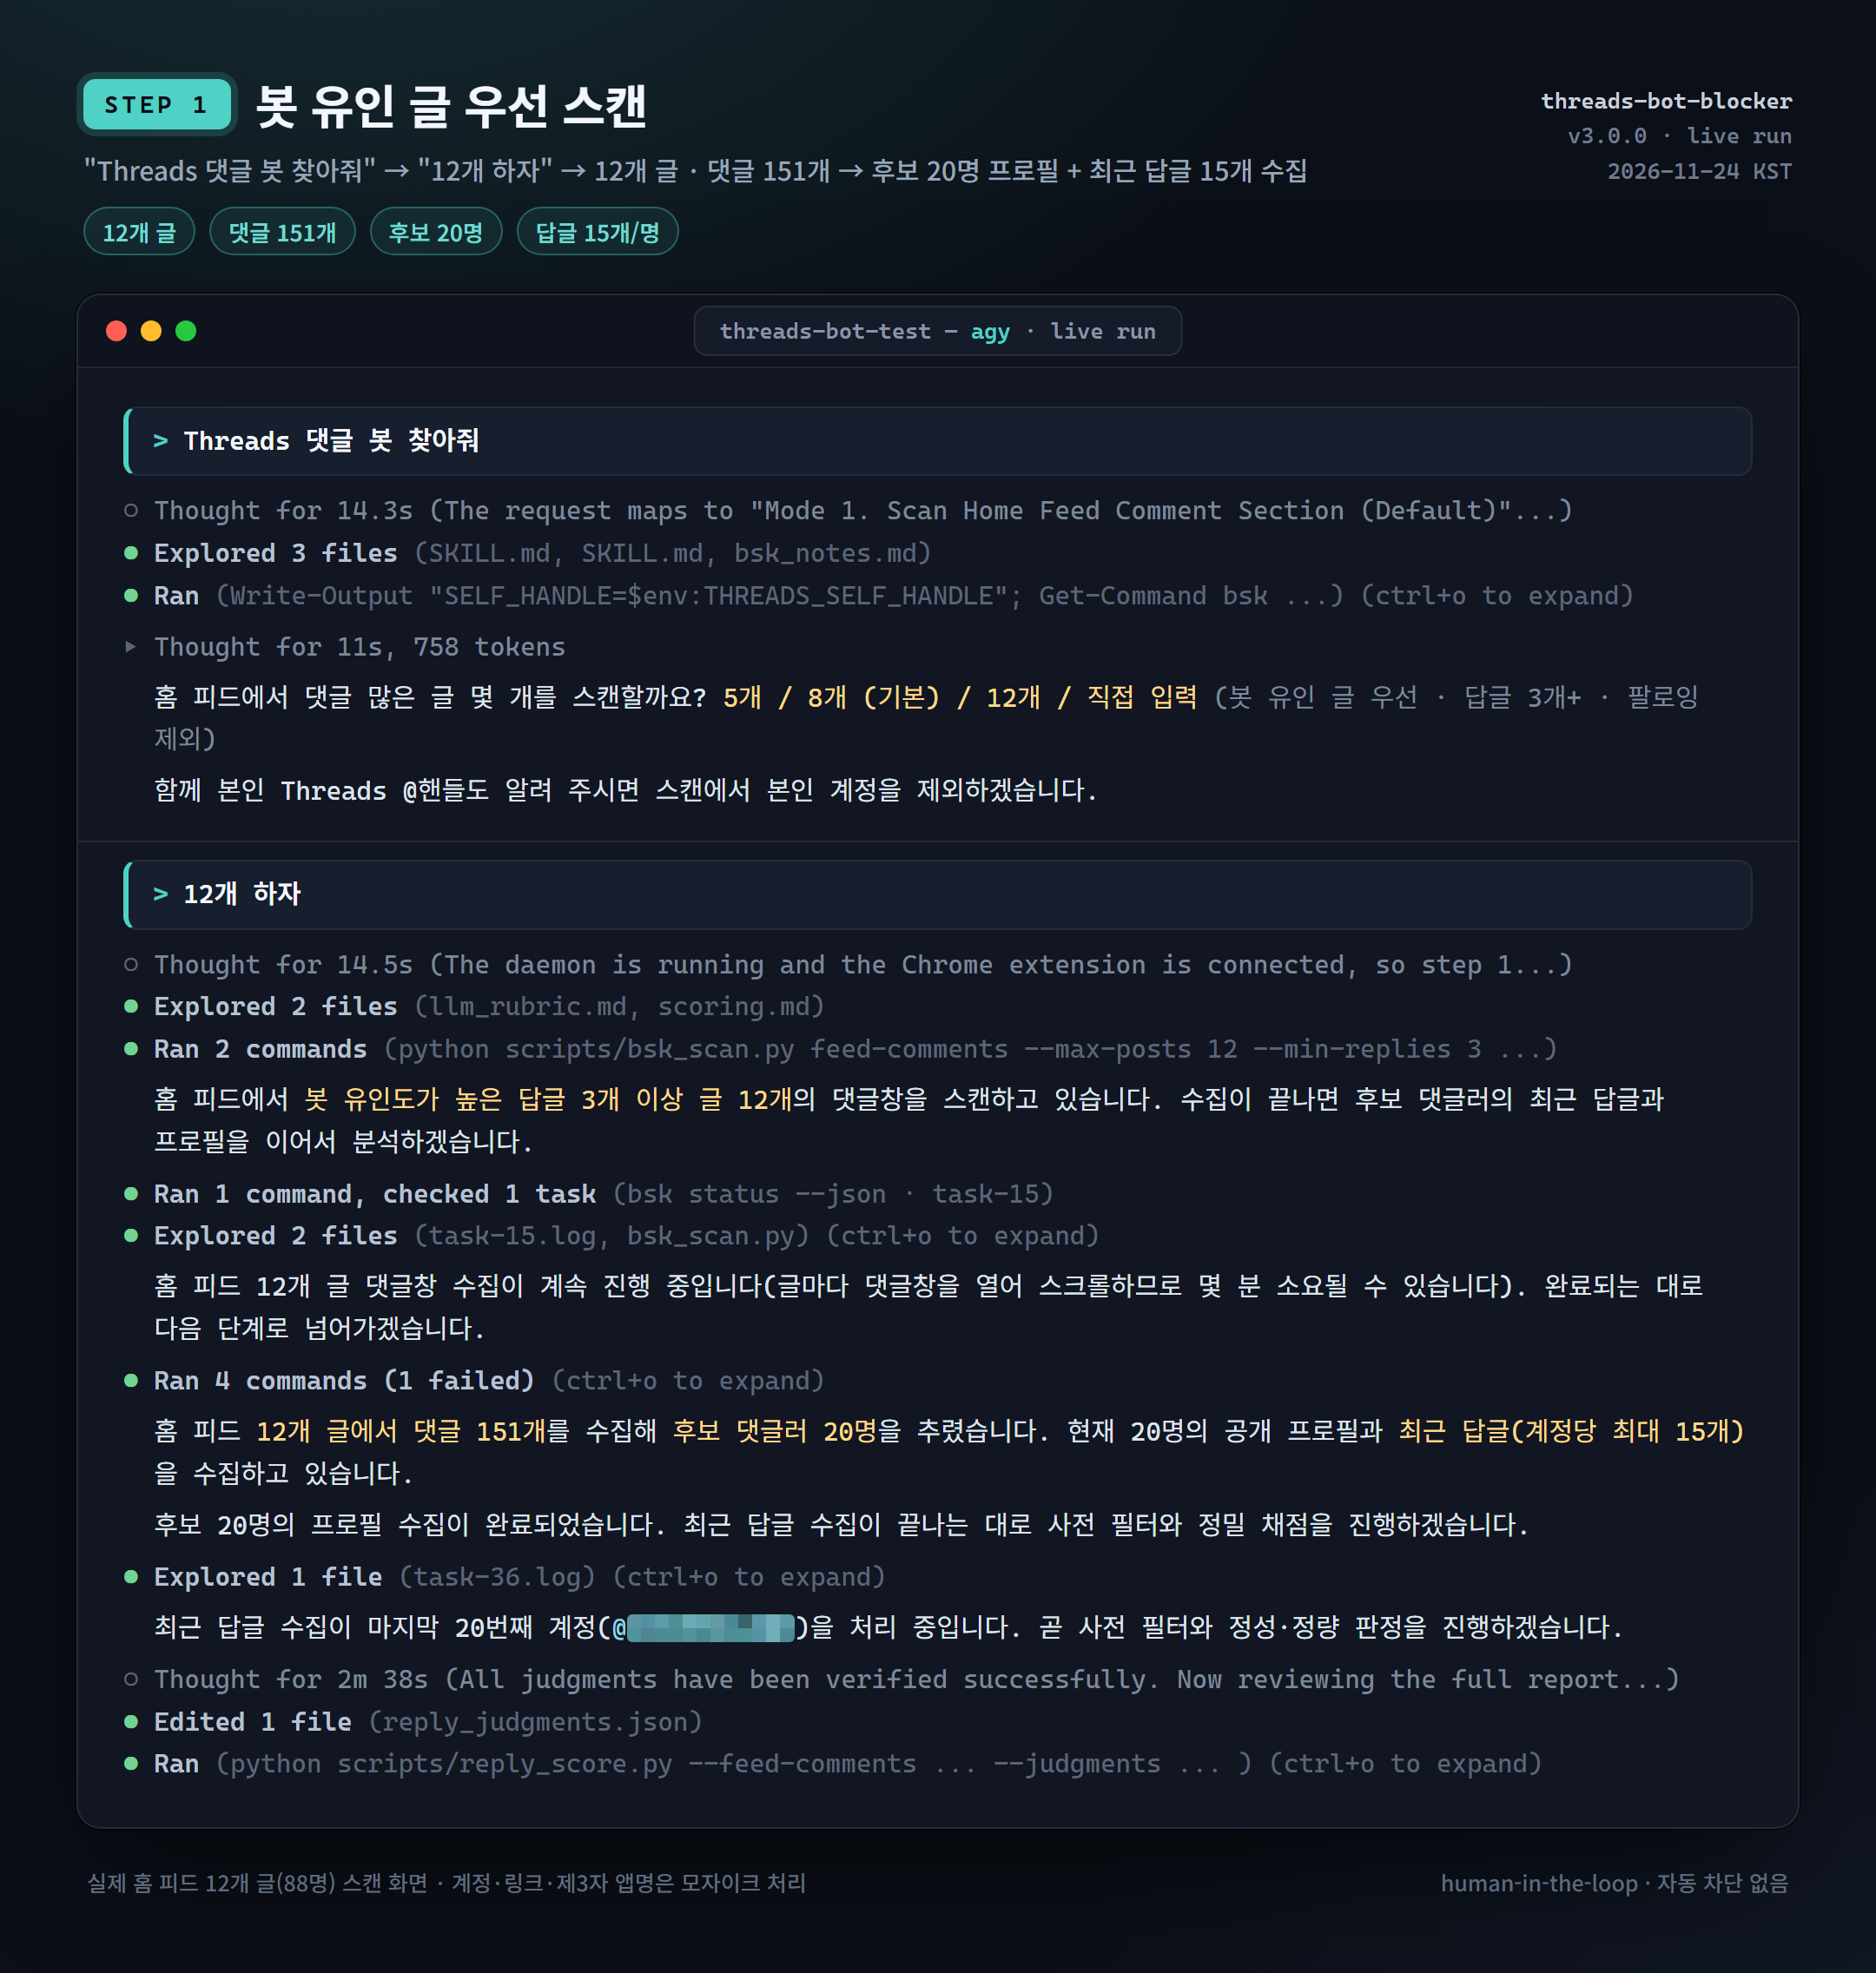 STEP 1
봇 유인 글 우선 스캔
threads-bot-blocker
v3.0.0 · live run
2026-11-24 KST
"Threads 댓글 봇 찾아줘" → "12개 하자" → 12개 글 · 댓글 151개 → 후보 20명 프로필 + 최근 답글 15개 수집
12개 글
댓글 151개
후보 20명
답글 15개/명
threads-bot-test — agy · live run
> Threads 댓글 봇 찾아줘
Thought for 14.3s (The request maps to "Mode 1. Scan Home Feed Comment Section (Default)"...)
Explored 3 files (SKILL.md, SKILL.md, bsk_notes.md)
Ran (Write-Output "SELF_HANDLE=$env:THREADS_SELF_HANDLE"; Get-Command bsk ...) (ctrl+o to expand)
Thought for 11s, 758 tokens
홈 피드에서 댓글 많은 글 몇 개를 스캔할까요? 5개 / 8개 (기본) / 12개 / 직접 입력 (봇 유인 글 우선 · 답글 3개+ · 팔로잉
제외)
함께 본인 Threads @핸들도 알려 주시면 스캔에서 본인 계정을 제외하겠습니다.
> 12개 하자
Thought for 14.5s (The daemon is running and the Chrome extension is connected, so step 1...)
Explored 2 files (llm_rubric.md, scoring.md)
Ran 2 commands (python scripts/bsk_scan.py feed-comments --max-posts 12 --min-replies 3 ...)
홈 피드에서 봇 유인도가 높은 답글 3개 이상 글 12개의 댓글창을 스캔하고 있습니다. 수집이 끝나면 후보 댓글러의 최근 답글과
프로필을 이어서 분석하겠습니다.
Ran 1 command, checked 1 task (bsk status --json · task-15)
Explored 2 files (task-15.log, bsk_scan.py) (ctrl+o to expand)
홈 피드 12개 글 댓글창 수집이 계속 진행 중입니다(글마다 댓글창을 열어 스크롤하므로 몇 분 소요될 수 있습니다). 완료되는 대로
다음 단계로 넘어가겠습니다.
Ran 4 commands (1 failed) (ctrl+o to expand)
홈 피드 12개 글에서 댓글 151개를 수집해 후보 댓글러 20명을 추렸습니다. 현재 20명의 공개 프로필과 최근 답글(계정당 최대 15개)
을 수집하고 있습니다.
후보 20명의 프로필 수집이 완료되었습니다. 최근 답글 수집이 끝나는 대로 사전 필터와 정밀 채점을 진행하겠습니다.
Explored 1 file (task-36.log) (ctrl+o to expand)
최근 답글 수집이 마지막 20번째 계정(@)을 처리 중입니다. 곧 사전 필터와 정성·정량 판정을 진행하겠습니다.
Thought for 2m 38s (All judgments have been verified successfully. Now reviewing the full report...)
Edited 1 file (reply_judgments.json)
Ran (python scripts/reply_score.py --feed-comments ... --judgments ... ) (ctrl+o to expand)
실제 홈 피드 12개 글(88명) 스캔 화면 · 계정·링크·제3자 앱명은 모자이크 처리
human-in-the-loop · 자동 차단 없음